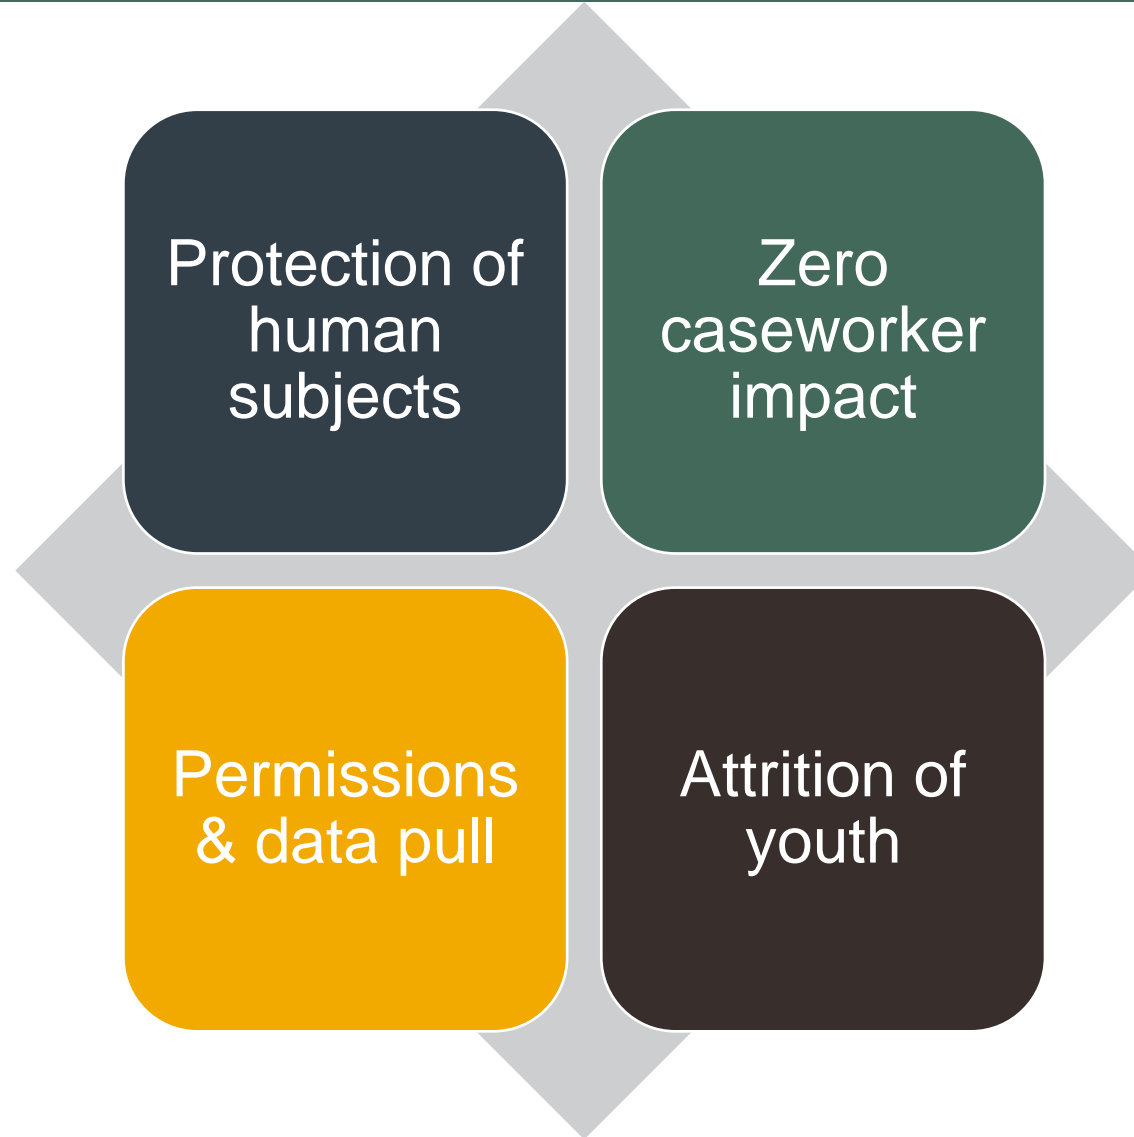 Protection of
human
subjects
Zero
caseworker
impact
Permissions
& data pull
Attrition of
youth